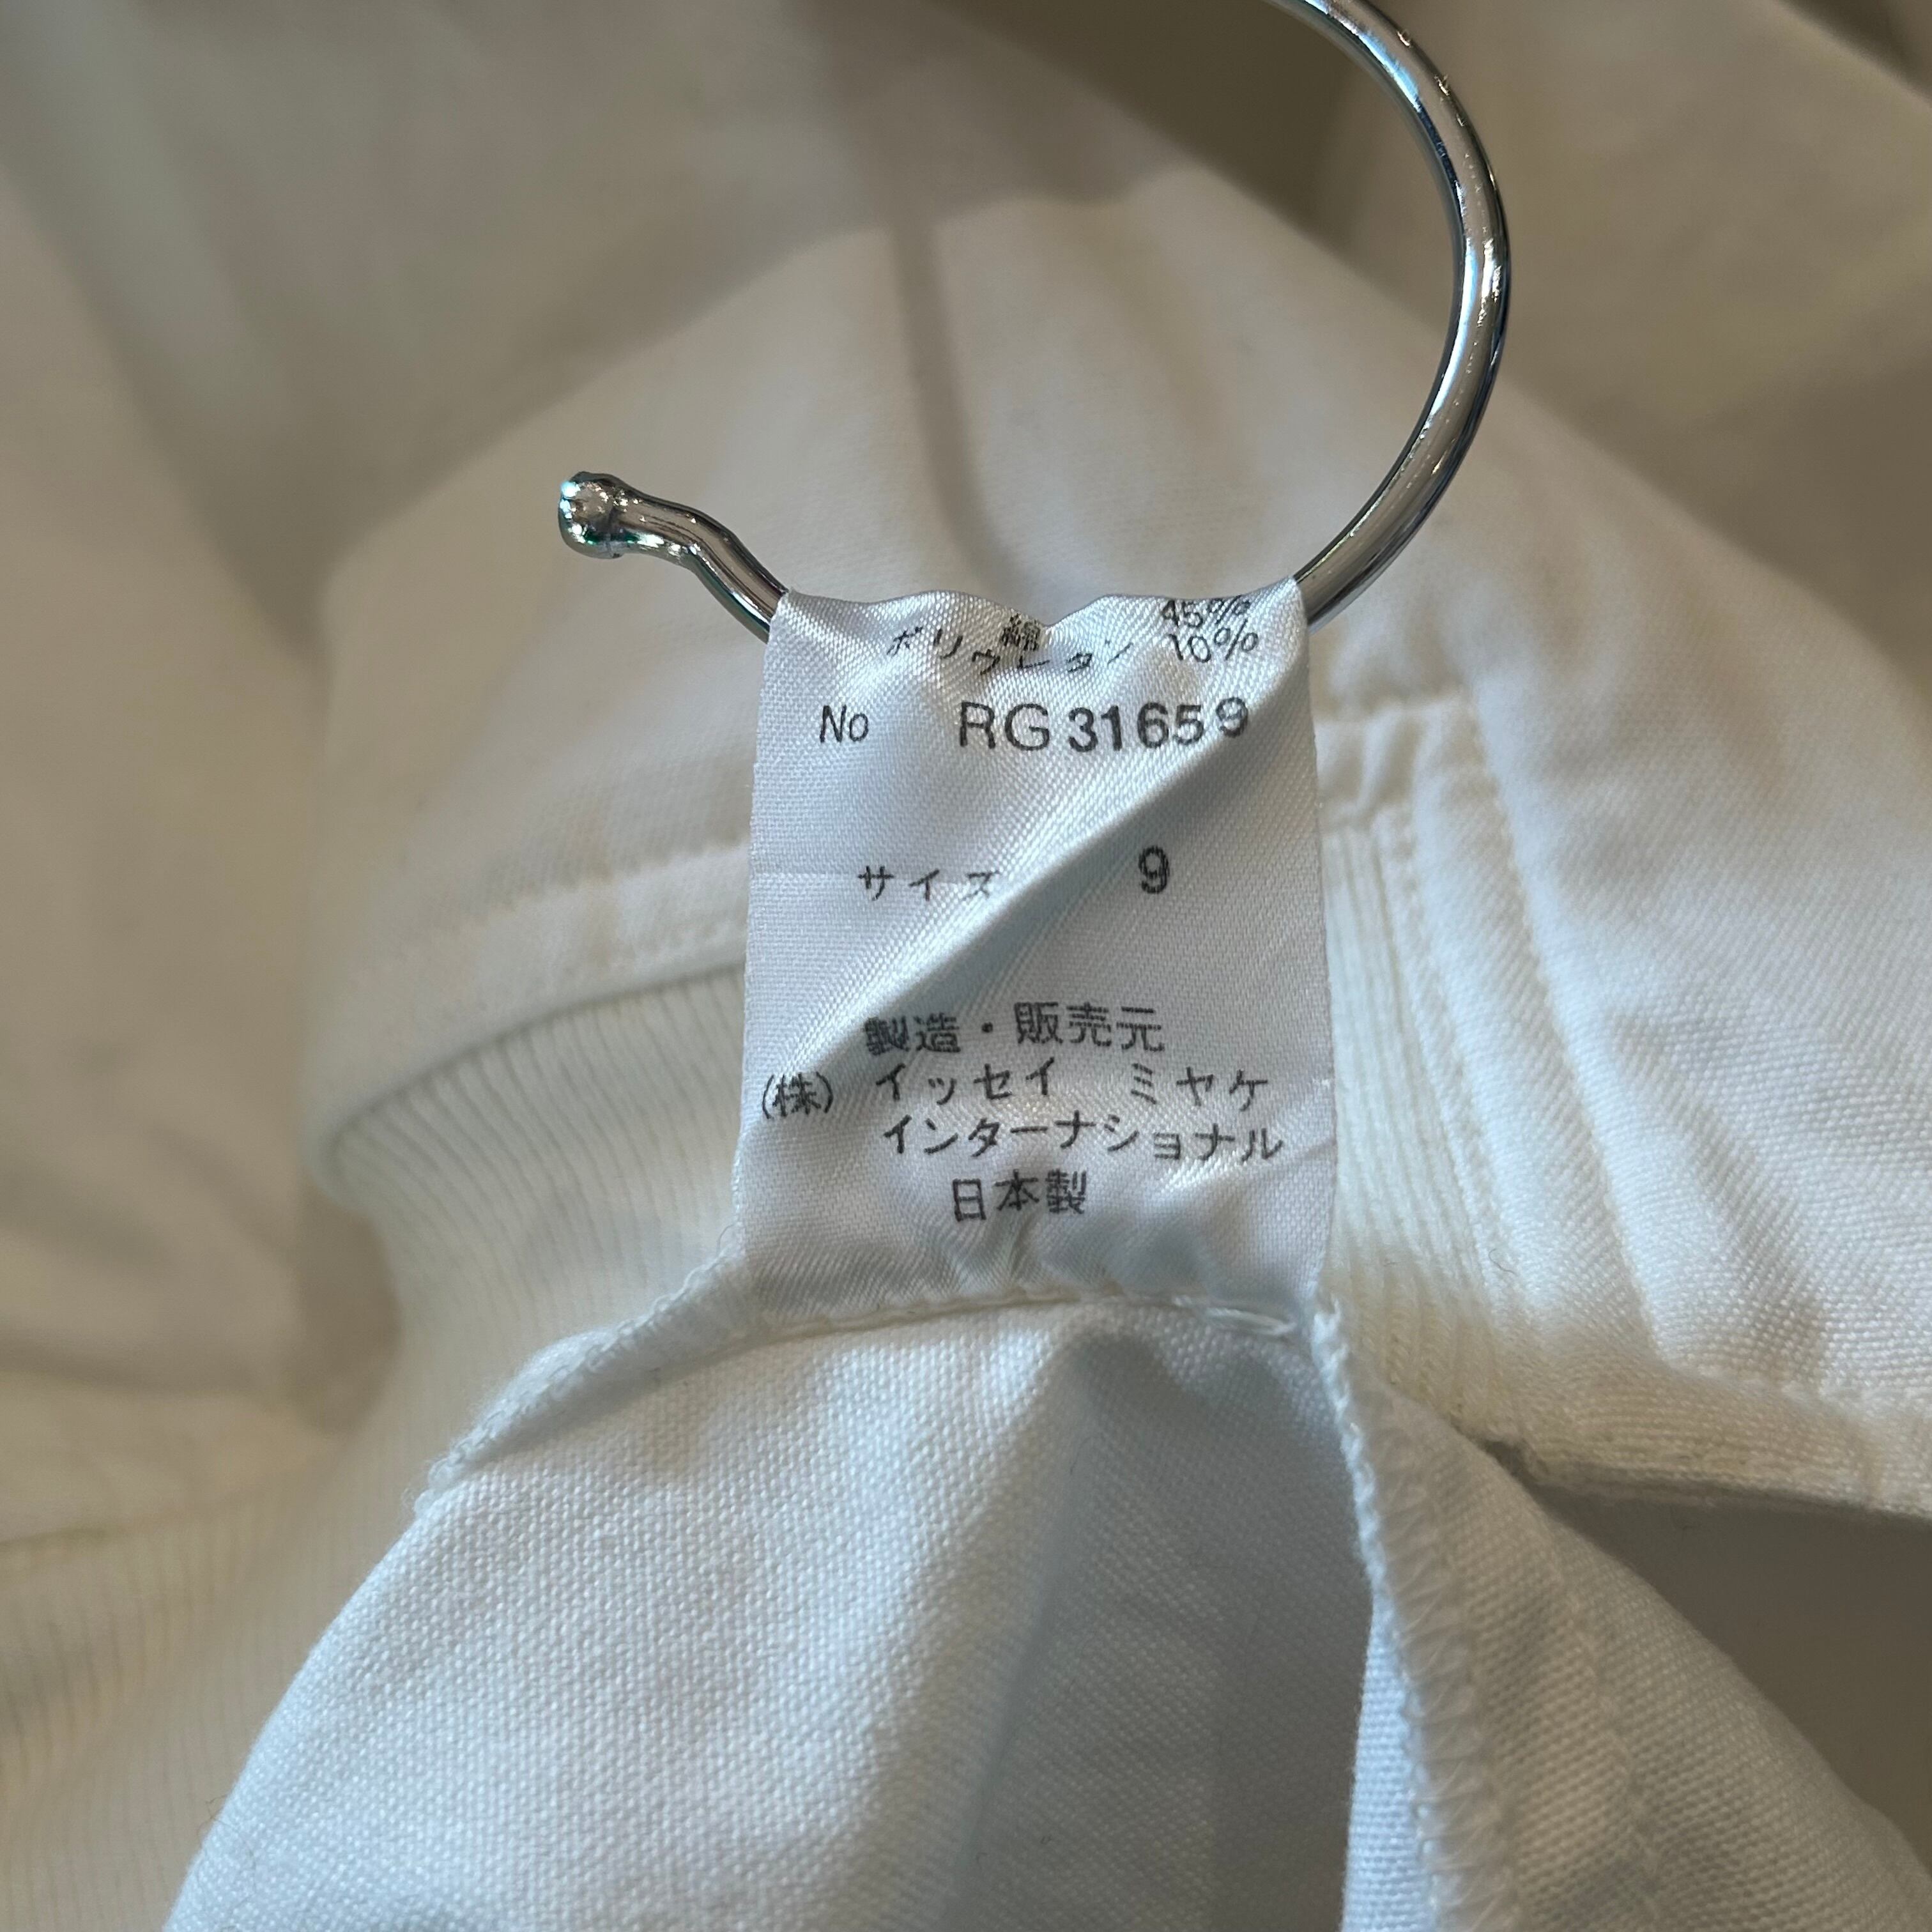 綿 45%
ポリウレタン 10%
No RG31659
サイズ 9
製造・販売元
(株) イッセイ ミヤケ
インターナショナル
日本製